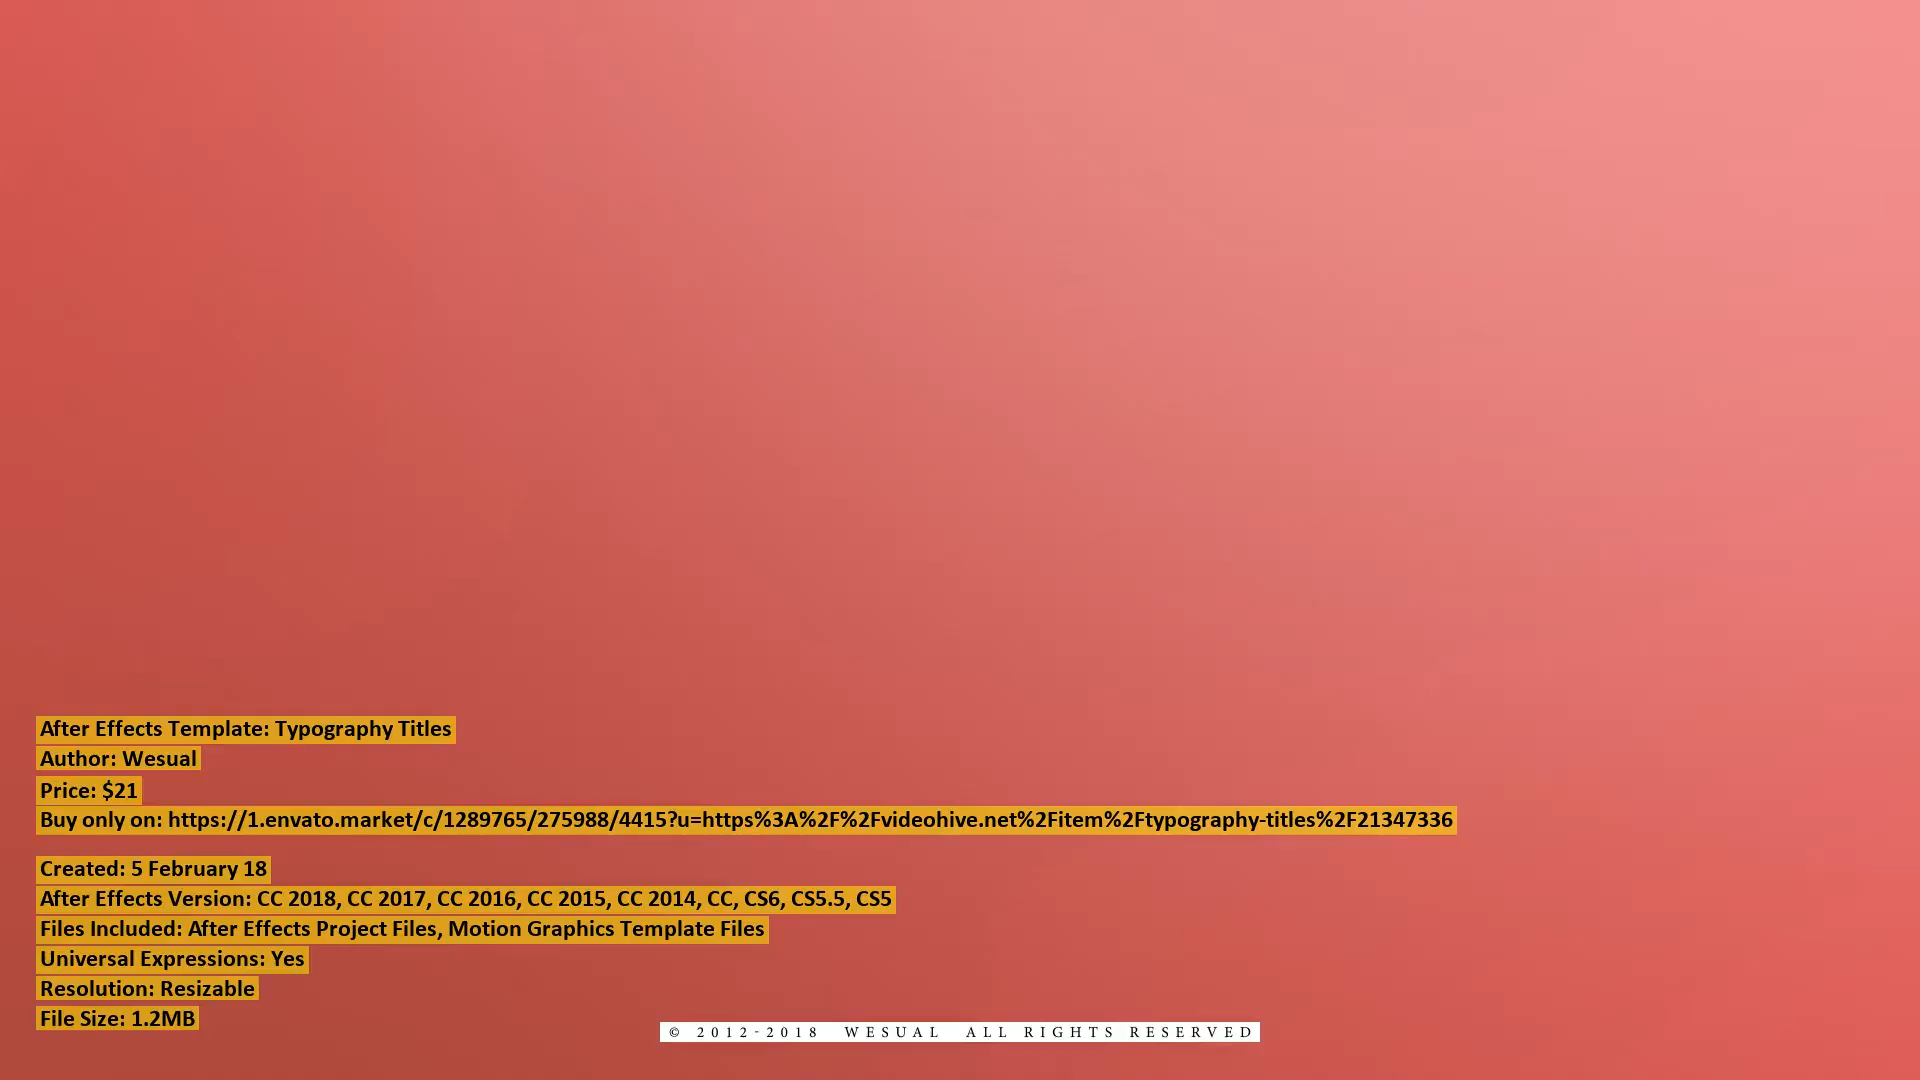 After Effects Template: Typography Titles
Author: Wesual
Price: $21
Buy only on: https://1.envato.market/c/1289765/275988/4415?u=https%3A%2F%2Fvideohive.net%2Fitem%2Ftypography-titles%2F21347336
Created: 5 February 18
After Effects Version: CC 2018, CC 2017, CC 2016, CC 2015, CC 2014, CC, CS6, CS5.5, CS5
Files Included: After Effects Project Files, Motion Graphics Template Files
Universal Expressions: Yes
Resolution: Resizable
File Size: 1.2MB
© 2012-2018 WESUAL ALL RIGHTS RESERVED